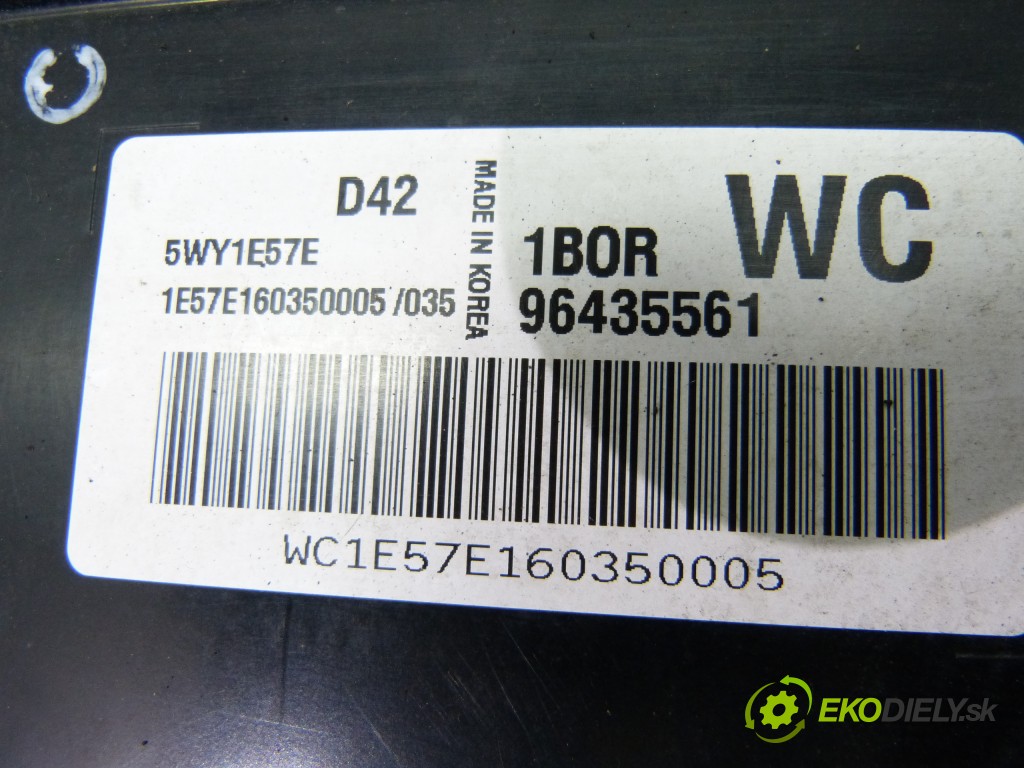 D42
5WY1E57E
1E57E160350005 /035
MADE IN KOREA
1BOR
WC
96435561
WC1E57E160350005
EKODIELY.sk